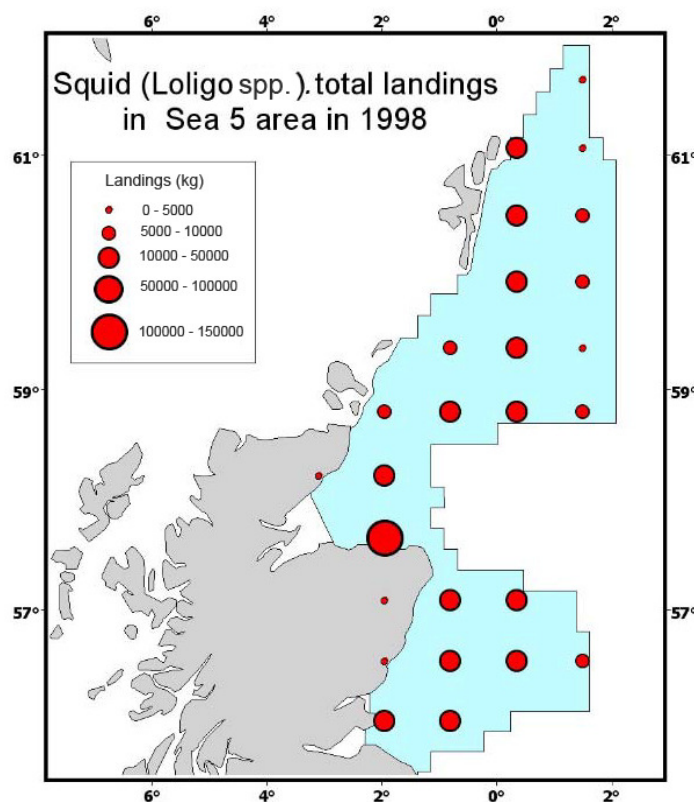 6° 4° 2° 0° 2°
Squid (Loligo spp.).total landings
in Sea 5 area in 1998
61°
61°
Landings (kg)
0 - 5000
5000 - 10000
10000 - 50000
50000 - 100000
100000 - 150000
59°
59°
57°
57°
6° 4° 2° 0° 2°